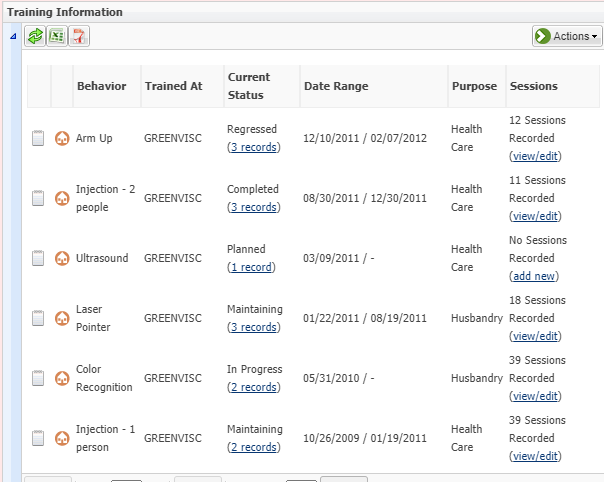 Training Information
Actions
Behavior Trained At Current Status Date Range Purpose Sessions
Arm Up GREENVISC Regressed (3 records) 12/10/2011 / 02/07/2012 Health Care 12 Sessions Recorded (view/edit)
Injection - 2 people GREENVISC Completed (3 records) 08/30/2011 / 12/30/2011 Health Care 11 Sessions Recorded (view/edit)
Ultrasound GREENVISC Planned (1 record) 03/09/2011 / - Health Care No Sessions Recorded (add new)
Laser Pointer GREENVISC Maintaining (3 records) 01/22/2011 / 08/19/2011 Husbandry 18 Sessions Recorded (view/edit)
Color Recognition GREENVISC In Progress (2 records) 05/31/2010 / - Husbandry 39 Sessions Recorded (view/edit)
Injection - 1 person GREENVISC Maintaining (2 records) 10/26/2009 / 01/19/2011 Health Care 39 Sessions Recorded (view/edit)